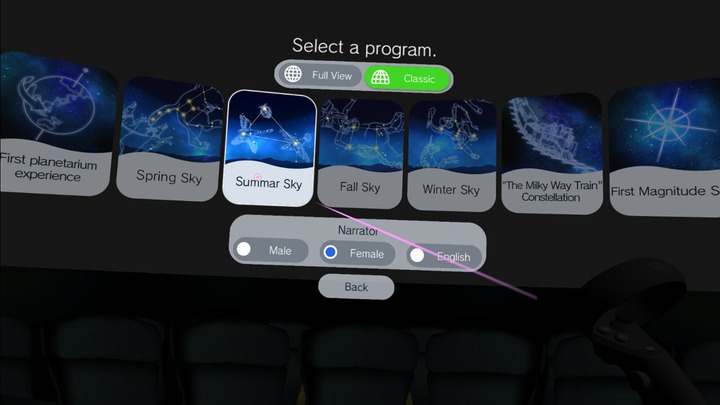 Select a program.
Full View
Classic
First planetarium
experience
Spring Sky
Summar Sky
Fall Sky
Winter Sky
"The Milky Way Train"
Constellation
First Magnitude S
Narrator
Male
Female
English
Back